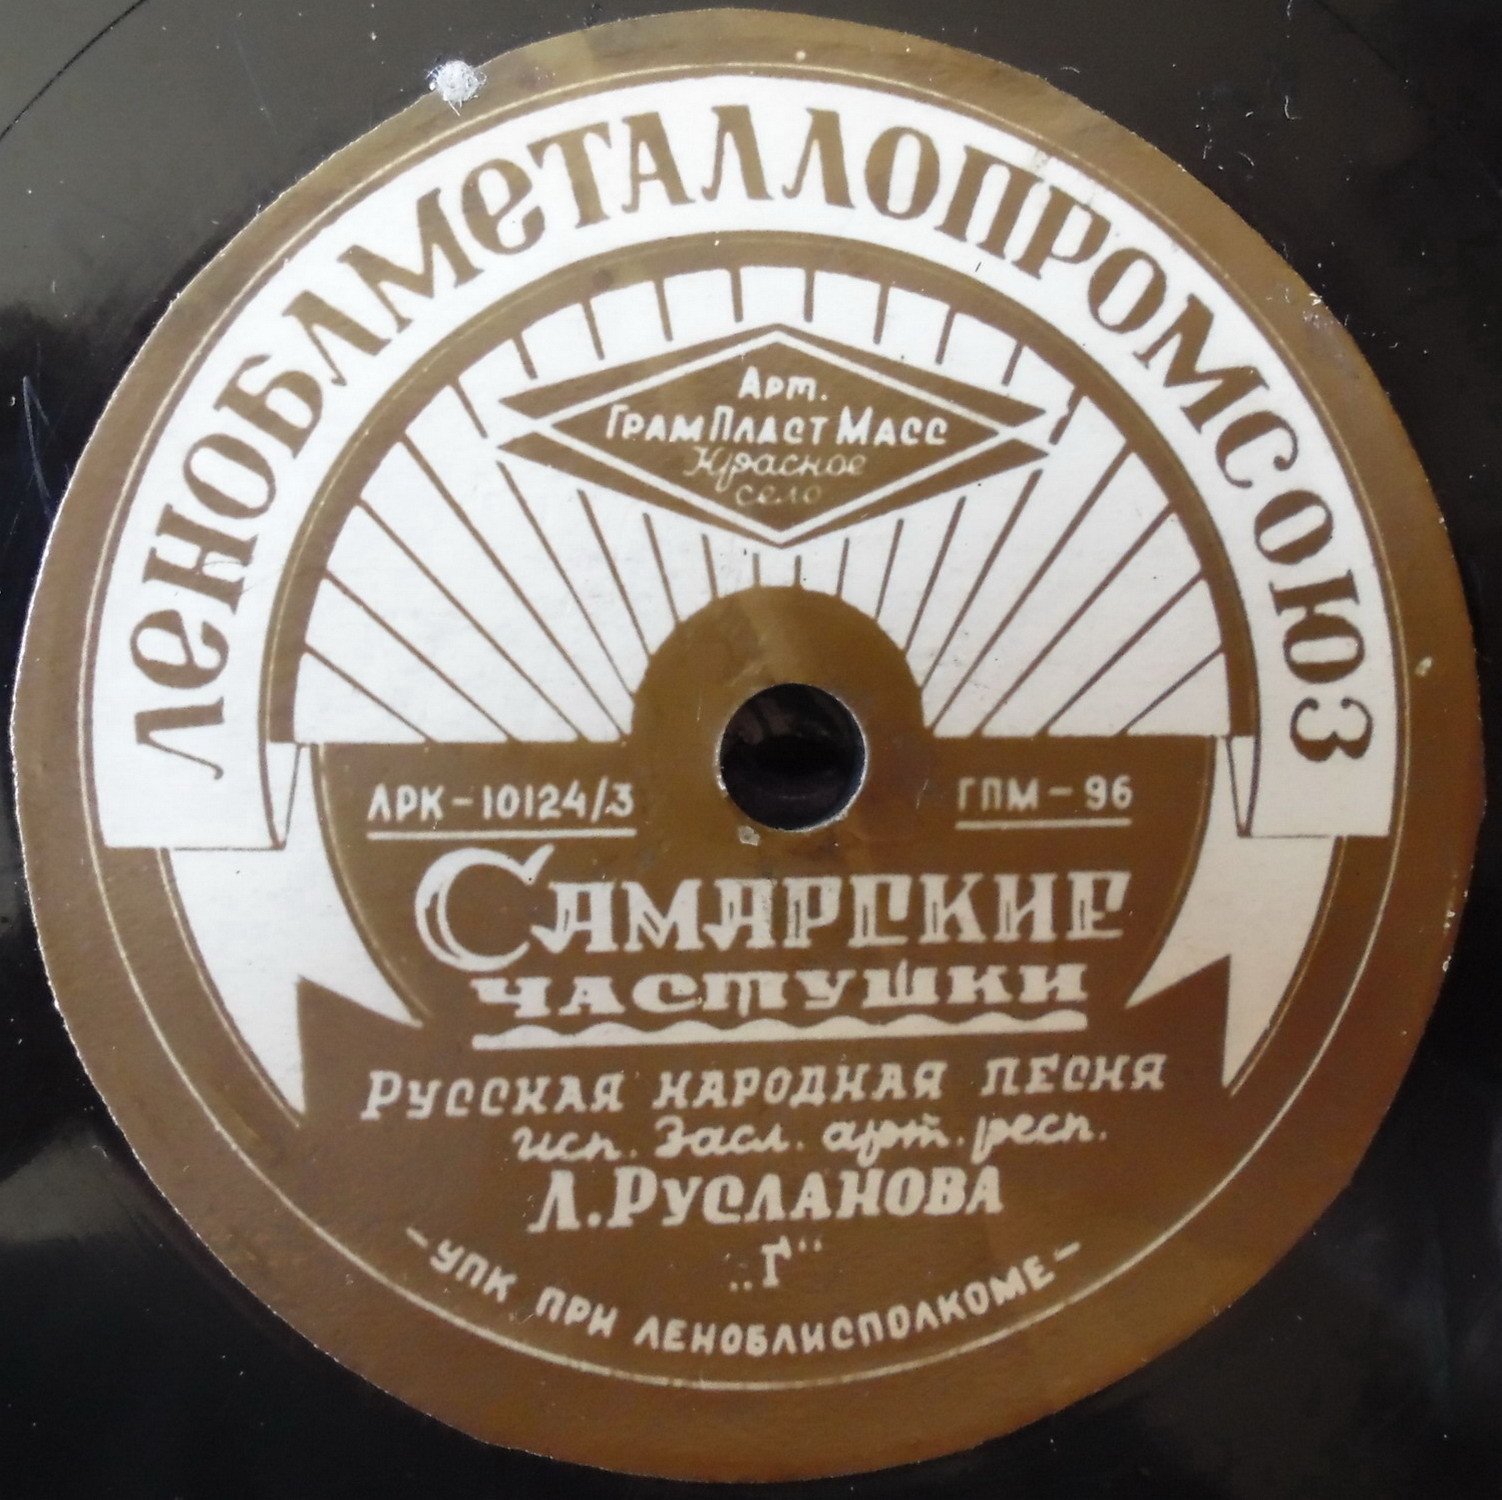 ЛЕНОБЛМЕТАЛЛОПРОМСОЮЗ
Арт.
ГРАМПЛАСТМАСС
Красное
село
ЛРК-10124/3
ГПМ-96
САМАРСКИЕ
ЧАСТУШКИ
РУССКАЯ НАРОДНАЯ ПЕСНЯ
исп. Засл. арт. респ.
Л. РУСЛАНОВА
„Г“
-УПК ПРИ ЛЕНОБЛИСПОЛКОМЕ-